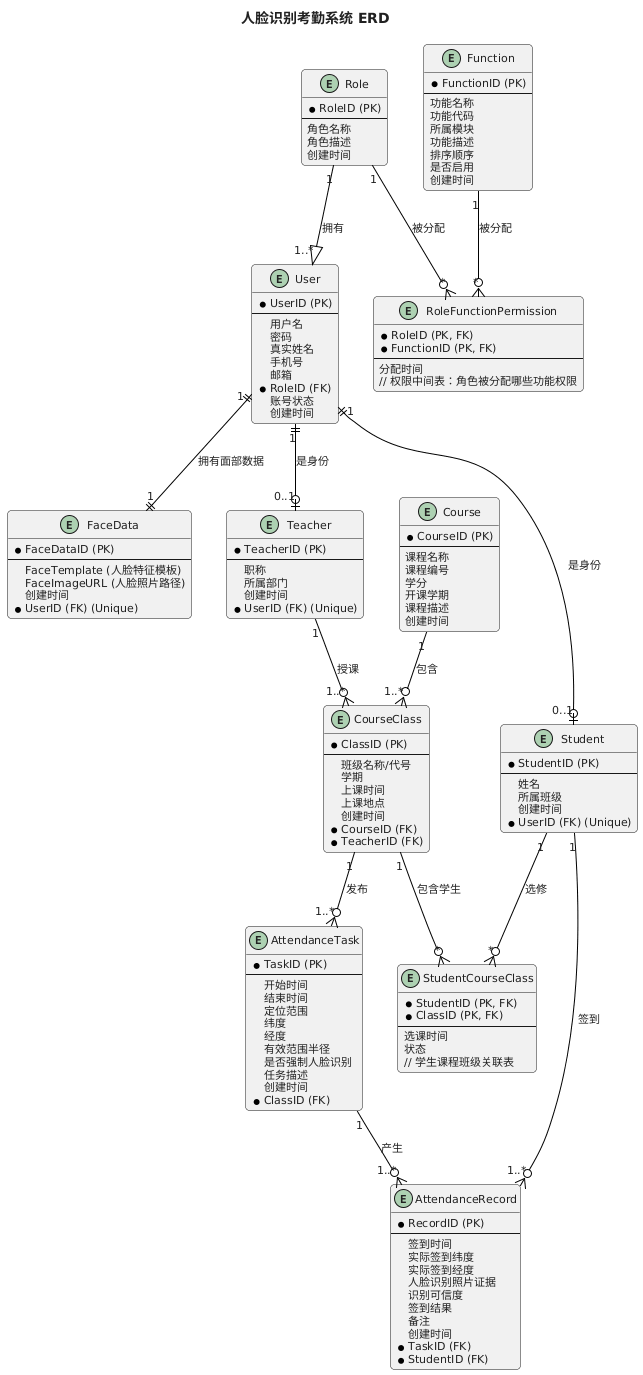 人脸识别考勤系统 ERD
E Function
* FunctionID (PK)
功能名称
功能代码
所属模块
功能描述
排序顺序
是否启用
创建时间
E Role
* RoleID (PK)
角色名称
角色描述
创建时间
1
1
1
拥有
被分配
被分配
1..*
*
*
E User
* UserID (PK)
用户名
密码
真实姓名
手机号
邮箱
* RoleID (FK)
账号状态
创建时间
E RoleFunctionPermission
* RoleID (PK, FK)
* FunctionID (PK, FK)
分配时间
// 权限中间表：角色被分配哪些功能权限
1
1
1
拥有面部数据
是身份
是身份
1
0..1
0..1
E FaceData
* FaceDataID (PK)
FaceTemplate (人脸特征模板)
FaceImageURL (人脸照片路径)
创建时间
* UserID (FK) (Unique)
E Teacher
* TeacherID (PK)
职称
所属部门
创建时间
* UserID (FK) (Unique)
E Course
* CourseID (PK)
课程名称
课程编号
学分
开课学期
课程描述
创建时间
1
1
授课
包含
1..*
1..*
E CourseClass
* ClassID (PK)
班级名称/代号
学期
上课时间
上课地点
创建时间
* CourseID (FK)
* TeacherID (FK)
E Student
* StudentID (PK)
姓名
所属班级
创建时间
* UserID (FK) (Unique)
1
1
1
1
发布
包含学生
选修
签到
1..*
*
*
E AttendanceTask
* TaskID (PK)
开始时间
结束时间
定位范围
纬度
经度
有效范围半径
是否强制人脸识别
任务描述
创建时间
* ClassID (FK)
E StudentCourseClass
* StudentID (PK, FK)
* ClassID (PK, FK)
选课时间
状态
// 学生课程班级关联表
1
产生
1..*
1..*
E AttendanceRecord
* RecordID (PK)
签到时间
实际签到纬度
实际签到经度
人脸识别照片证据
识别可信度
签到结果
备注
创建时间
* TaskID (FK)
* StudentID (FK)